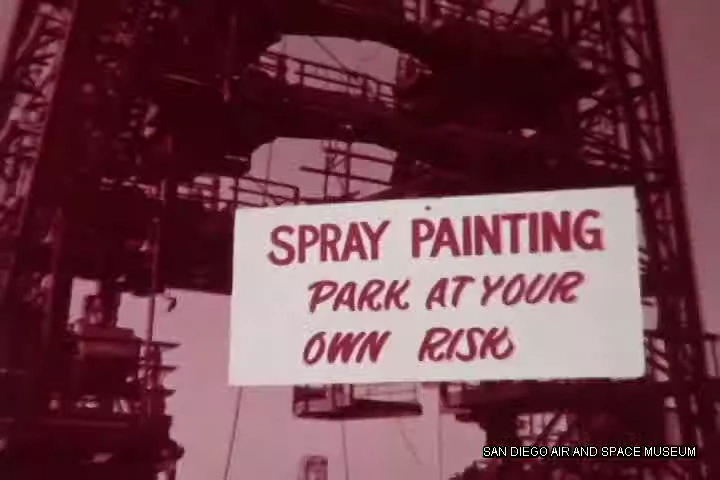 SPRAY PAINTING
PARK AT YOUR
OWN RISK
SAN DIEGO AIR AND SPACE MUSEUM